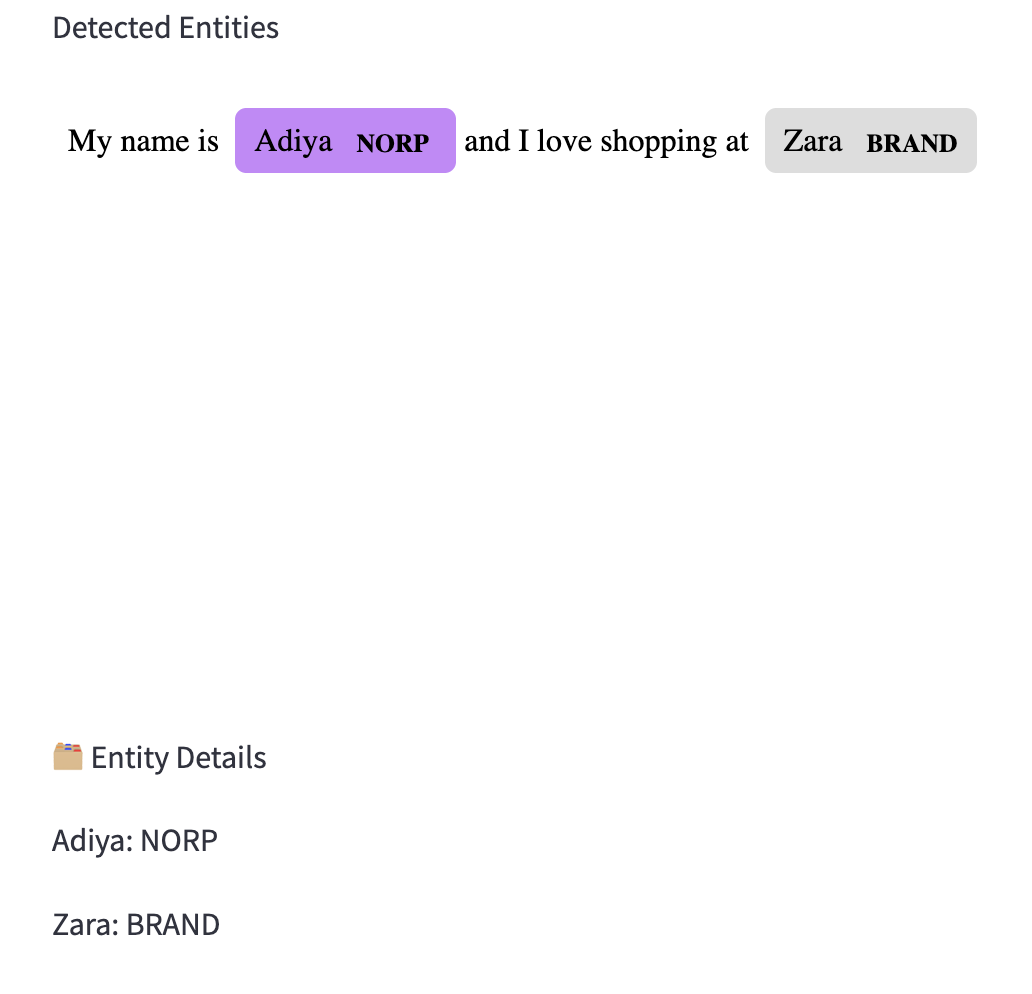 Detected Entities
My name is Adiya NORP and I love shopping at Zara BRAND
🗂️ Entity Details
Adiya: NORP
Zara: BRAND